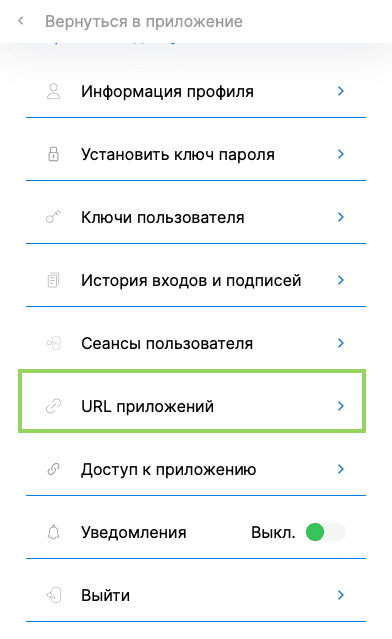 Вернуться в приложение
Информация профиля
Установить ключ пароля
Ключи пользователя
История входов и подписей
Сеансы пользователя
URL приложений
Доступ к приложению
Уведомления Выкл.
Выйти